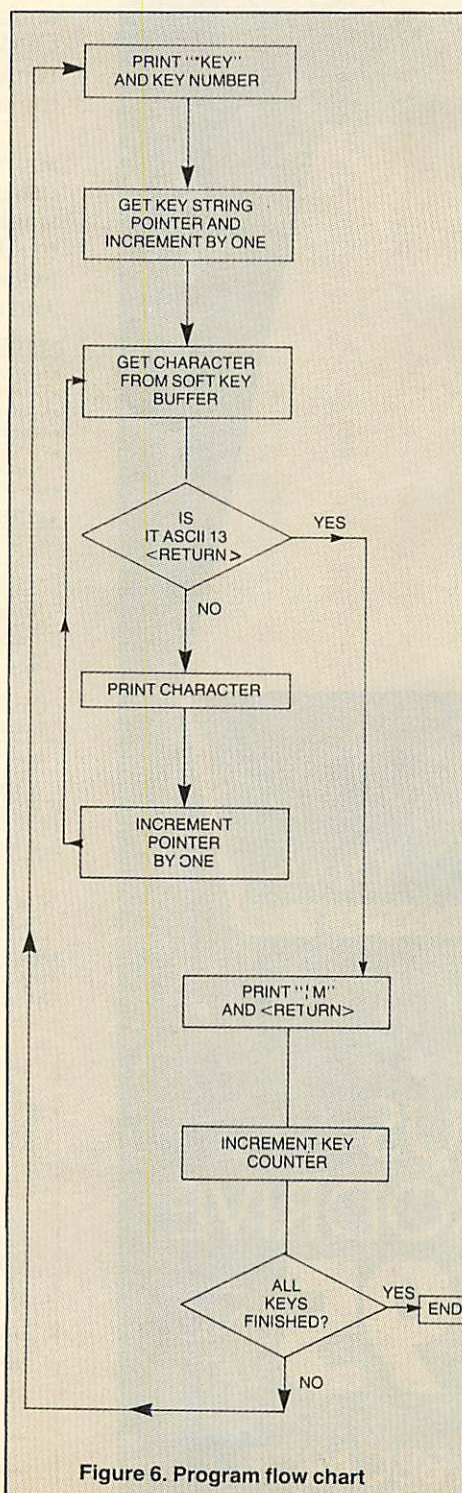 PRINT "*KEY"
AND KEY NUMBER
GET KEY STRING
POINTER AND
INCREMENT BY ONE
GET CHARACTER
FROM SOFT KEY
BUFFER
IS
IT ASCII 13
<RETURN>
YES
NO
PRINT CHARACTER
INCREMENT
POINTER
BY ONE
PRINT "¦M"
AND <RETURN>
INCREMENT KEY
COUNTER
ALL
KEYS
FINISHED?
YES
END
NO
Figure 6. Program flow chart